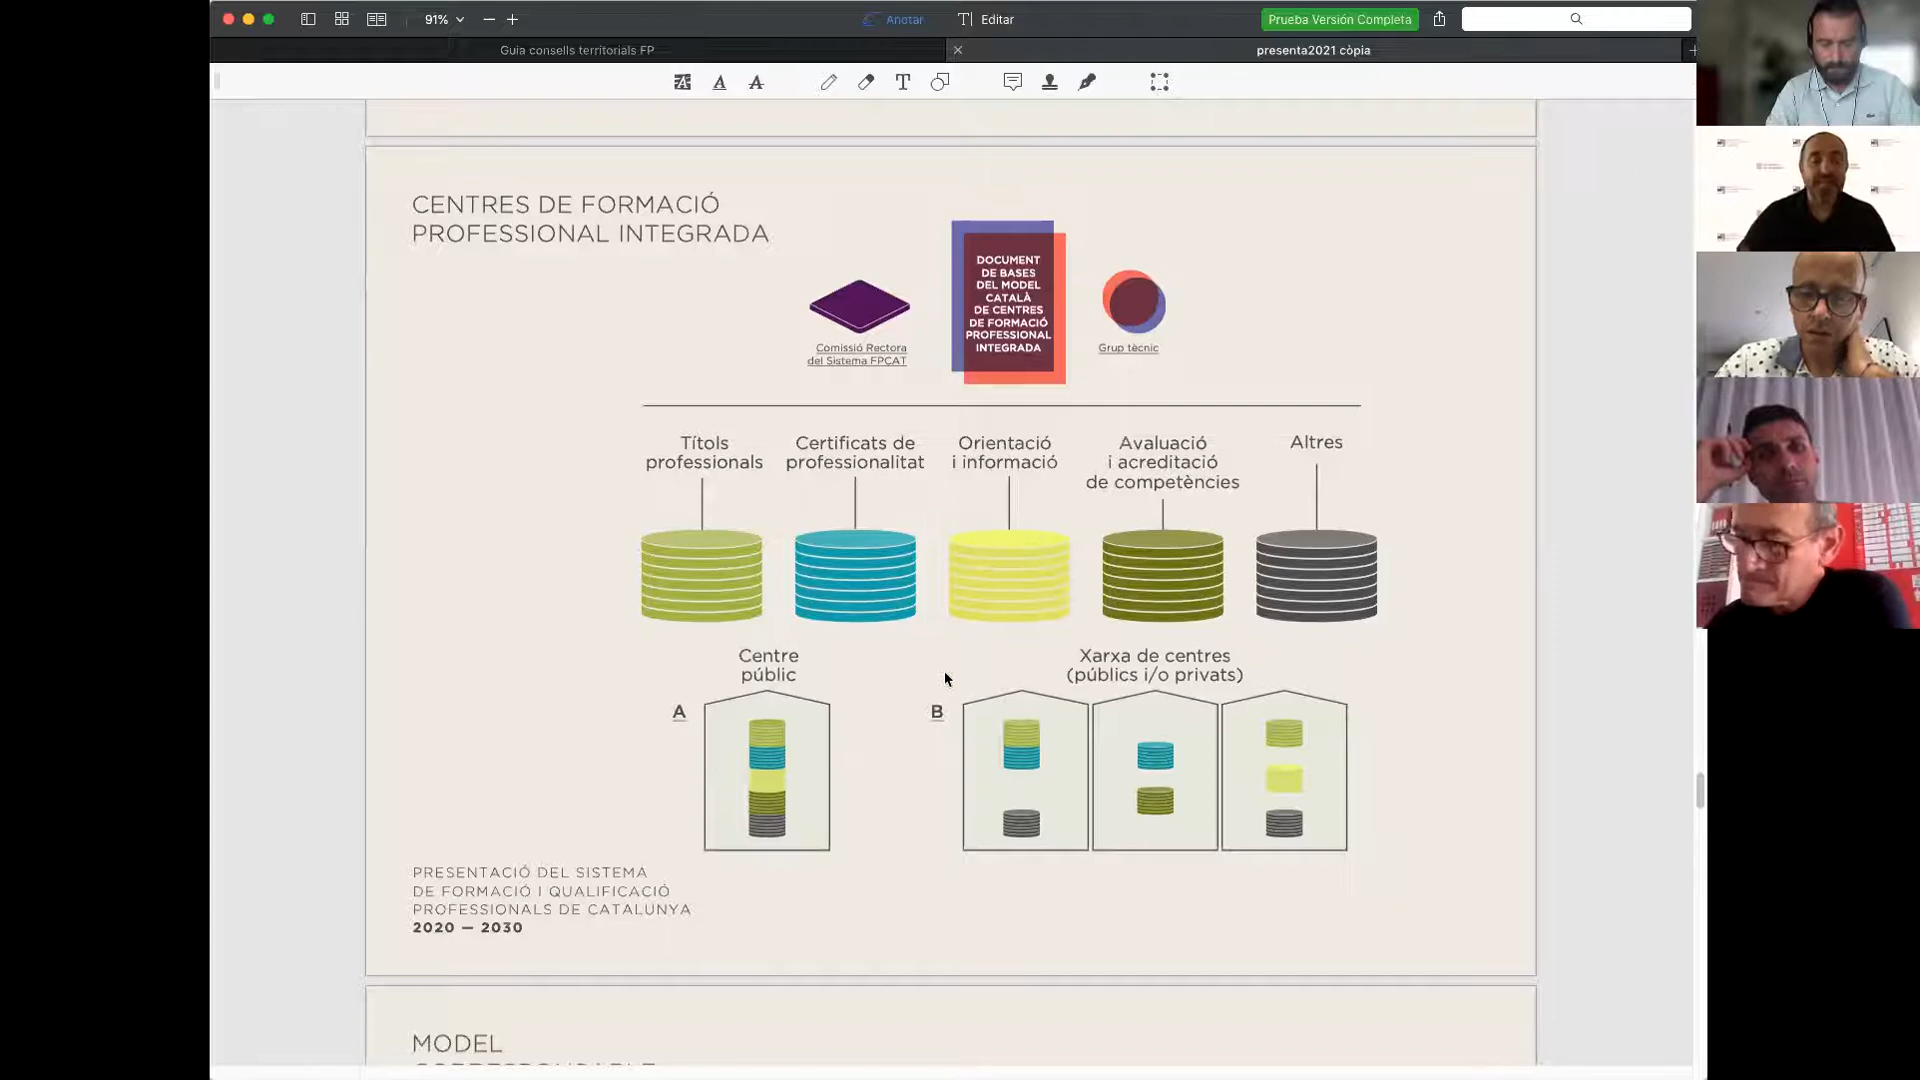 91%
Anotar
T Editar
Prueba Versión Completa
Guia consells territorials FP
presenta2021 còpia
CENTRES DE FORMACIÓ
PROFESSIONAL INTEGRADA
DOCUMENT
DE BASES
DEL MODEL
CATALÀ
DE CENTRES
DE FORMACIÓ
PROFESSIONAL
INTEGRADA
Comissió Rectora
del Sistema FPCAT
Grup tècnic
Títols
professionals
Certificats de
professionalitat
Orientació
i informació
Avaluació
i acreditació
de competències
Altres
Centre
públic
Xarxa de centres
(públics i/o privats)
A
B
PRESENTACIÓ DEL SISTEMA
DE FORMACIÓ I QUALIFICACIÓ
PROFESSIONALS DE CATALUNYA
2020 — 2030
MODEL